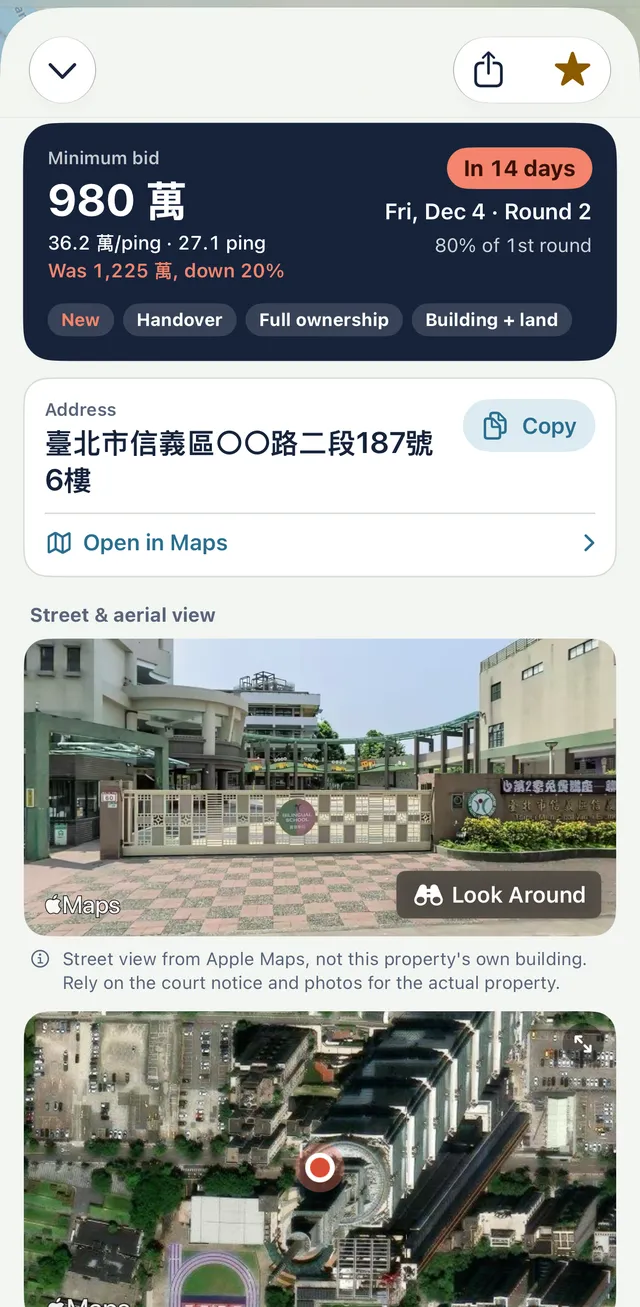 Minimum bid
In 14 days
980 萬
Fri, Dec 4 · Round 2
36.2 萬/ping · 27.1 ping
80% of 1st round
Was 1,225 萬, down 20%
New
Handover
Full ownership
Building + land
Address
Copy
臺北市信義區〇〇路二段187號
6樓
Open in Maps
Street & aerial view
BILINGUAL
SCHOOL
Maps
Look Around
Street view from Apple Maps, not this property's own building.
Rely on the court notice and photos for the actual property.
Maps